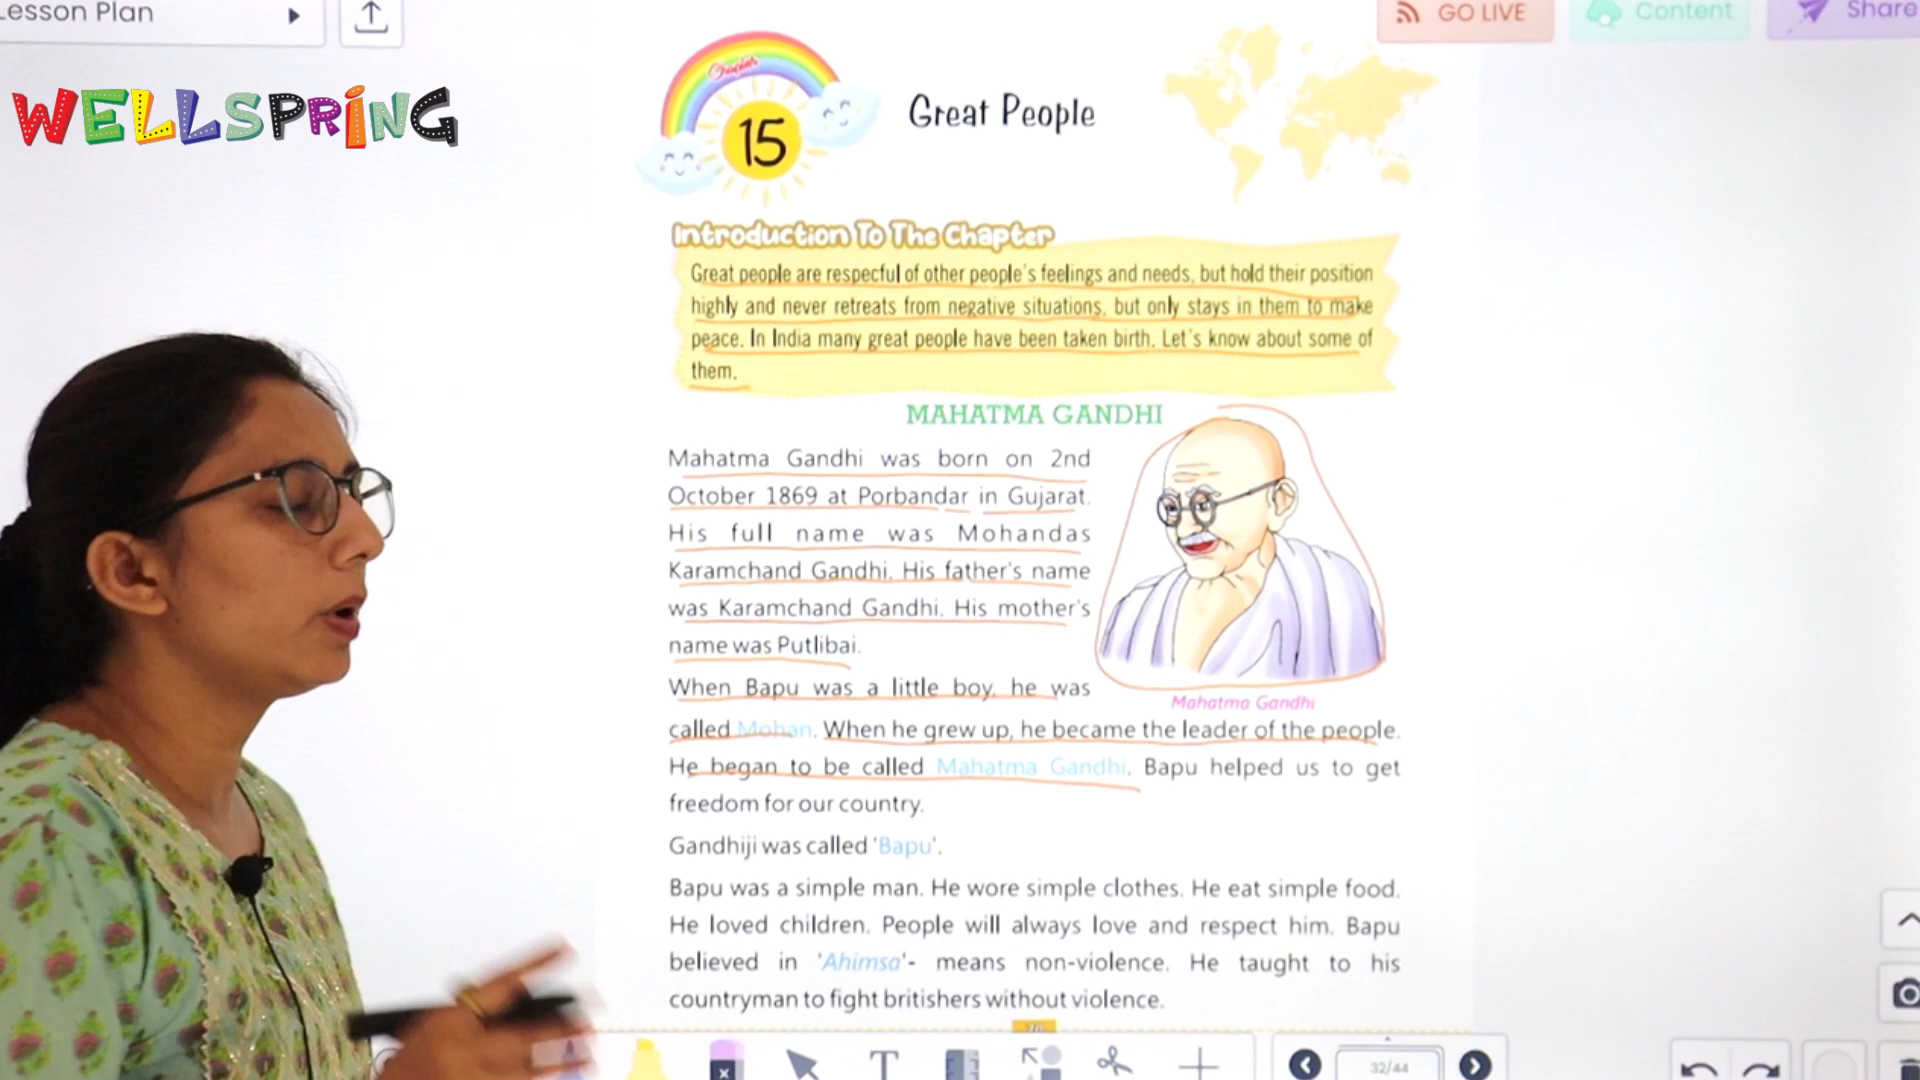 Lesson Plan
GO LIVE
Content
Share
WELLSPRING
15
Great People
Introduction To The Chapter
Great people are respecful of other people's feelings and needs, but hold their position
highly and never retreats from negative situations, but only stays in them to make
peace. In India many great people have been taken birth. Let's know about some of
them.
MAHATMA GANDHI
Mahatma Gandhi was born on 2nd
October 1869 at Porbandar in Gujarat.
His full name was Mohandas
Karamchand Gandhi. His father's name
was Karamchand Gandhi. His mother's
name was Putlibai.
When Bapu was a little boy, he was
Mahatma Gandhi
called Mohan. When he grew up, he became the leader of the people.
He began to be called Mahatma Gandhi. Bapu helped us to get
freedom for our country.
Gandhiji was called 'Bapu'.
Bapu was a simple man. He wore simple clothes. He eat simple food.
He loved children. People will always love and respect him. Bapu
believed in 'Ahimsa'- means non-violence. He taught to his
countryman to fight britishers without violence.
T
32/44